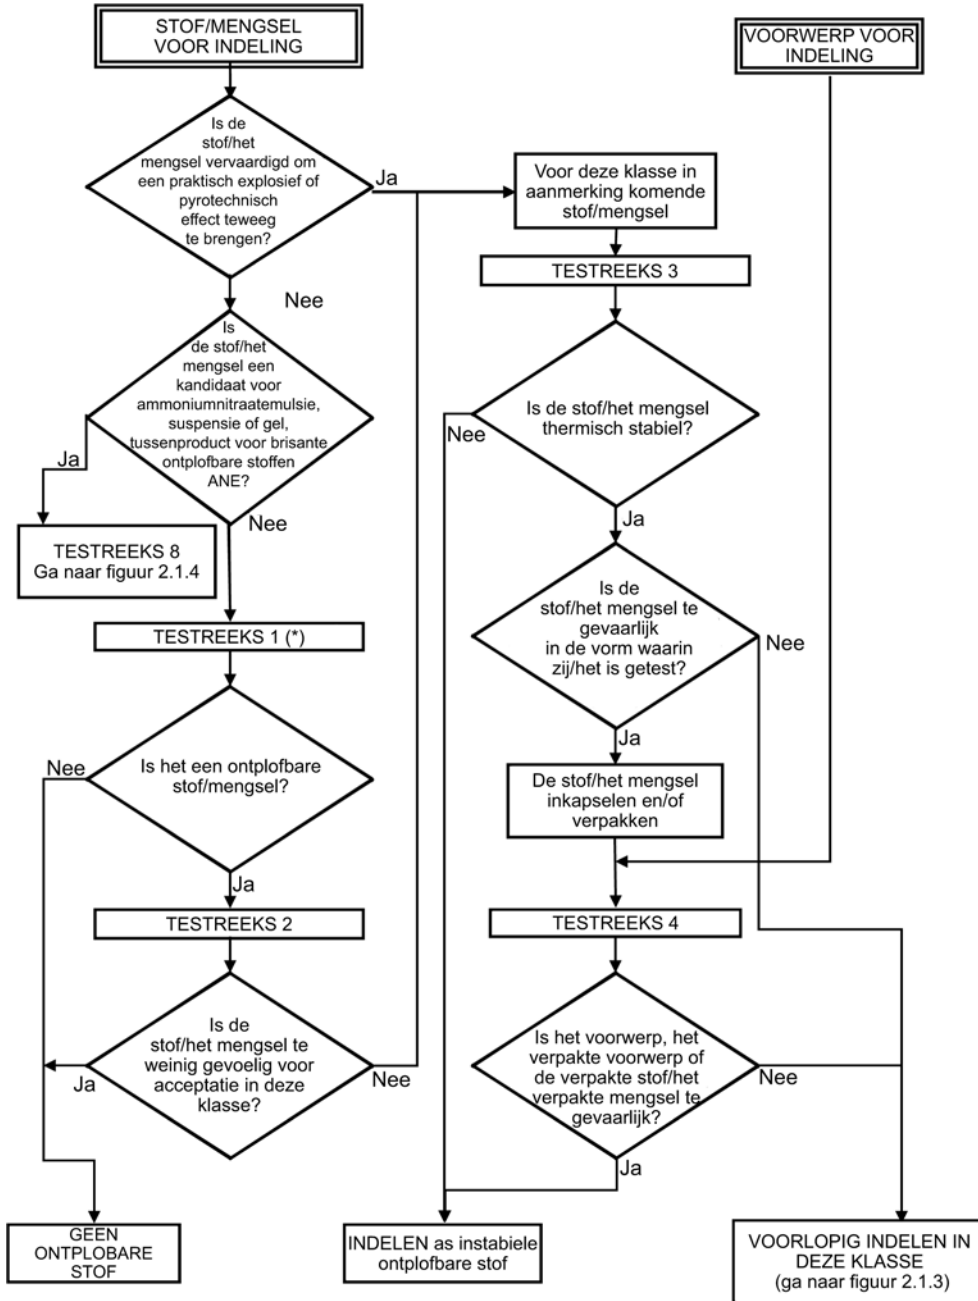 STOF/MENGSEL
VOOR INDELING
VOORWERP VOOR
INDELING
Is de
stof/het
mengsel vervaardigd om
een praktisch explosief of
pyrotechnisch
effect teweeg
te brengen?
Ja
Nee
Voor deze klasse in
aanmerking komende
stof/mengsel
TESTREEKS 3
Is
de stof/het
mengsel een
kandidaat voor
ammoniumnitraatemulsie,
suspensie of gel,
tussenproduct voor brisante
ontplofbare stoffen
ANE?
Ja
Nee
TESTREEKS 8
Ga naar figuur 2.1.4
Is de stof/het mengsel
thermisch stabiel?
Nee
Ja
TESTREEKS 1 (*)
Is de
stof/het mengsel te
gevaarlijk
in de vorm waarin
zij/het is getest?
Nee
Ja
Is het een ontplofbare
stof/mengsel?
Nee
Ja
De stof/het mengsel
inkapselen en/of
verpakken
TESTREEKS 2
TESTREEKS 4
Is de
stof/het mengsel te
weinig gevoelig voor
acceptatie in deze
klasse?
Ja
Nee
Is het voorwerp, het
verpakte voorwerp of
de verpakte stof/het
verpakte mengsel te
gevaarlijk?
Nee
Ja
GEEN
ONTPLOBARE
STOF
INDELEN as instabiele
ontplofbare stof
VOORLOPIG INDELEN IN
DEZE KLASSE
(ga naar figuur 2.1.3)